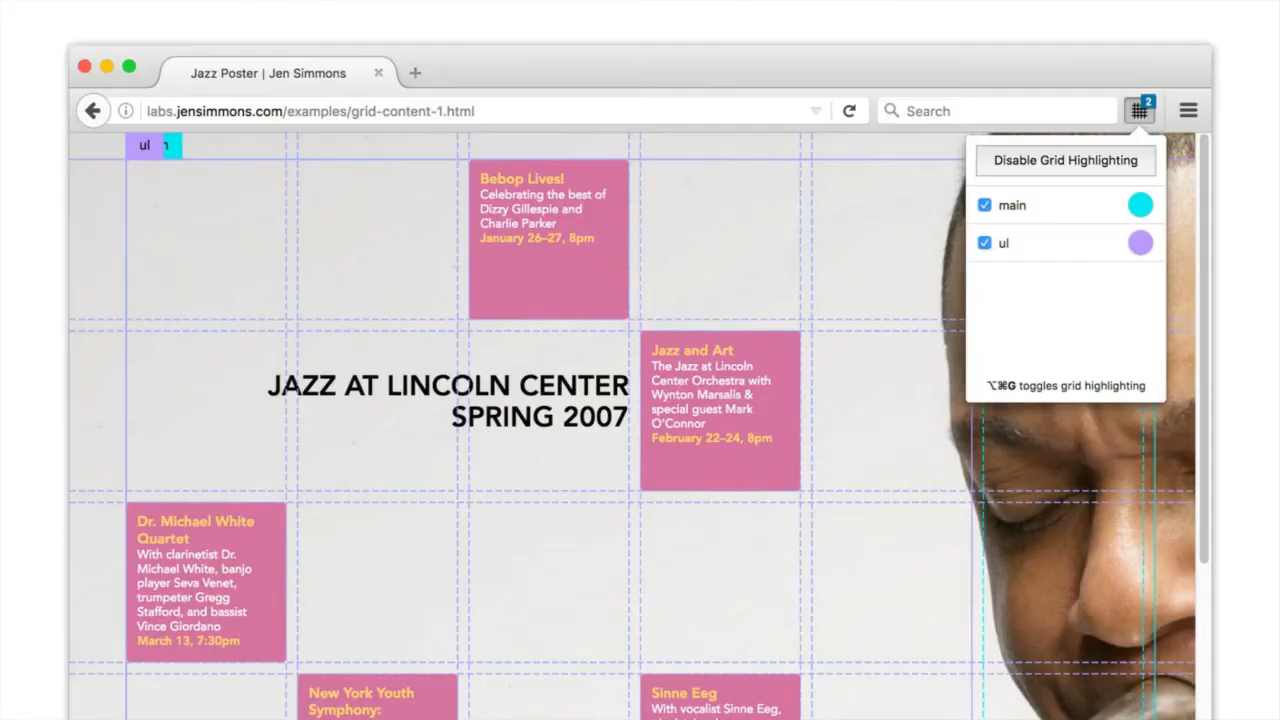 Jazz Poster | Jen Simmons
labs.jensimmons.com/examples/grid-content-1.html
Search
2
ul
Disable Grid Highlighting
main
ul
⌥⌘G toggles grid highlighting
Bebop Lives!
Celebrating the best of
Dizzy Gillespie and
Charlie Parker
January 26–27, 8pm
JAZZ AT LINCOLN CENTER
SPRING 2007
Jazz and Art
The Jazz at Lincoln
Center Orchestra with
Wynton Marsalis &
special guest Mark
O'Connor
February 22–24, 8pm
Dr. Michael White
Quartet
With clarinetist Dr.
Michael White, banjo
player Seva Venet,
trumpeter Gregg
Stafford, and bassist
Vince Giordano
March 13, 7:30pm
New York Youth
Symphony:
Sinne Eeg
With vocalist Sinne Eeg,